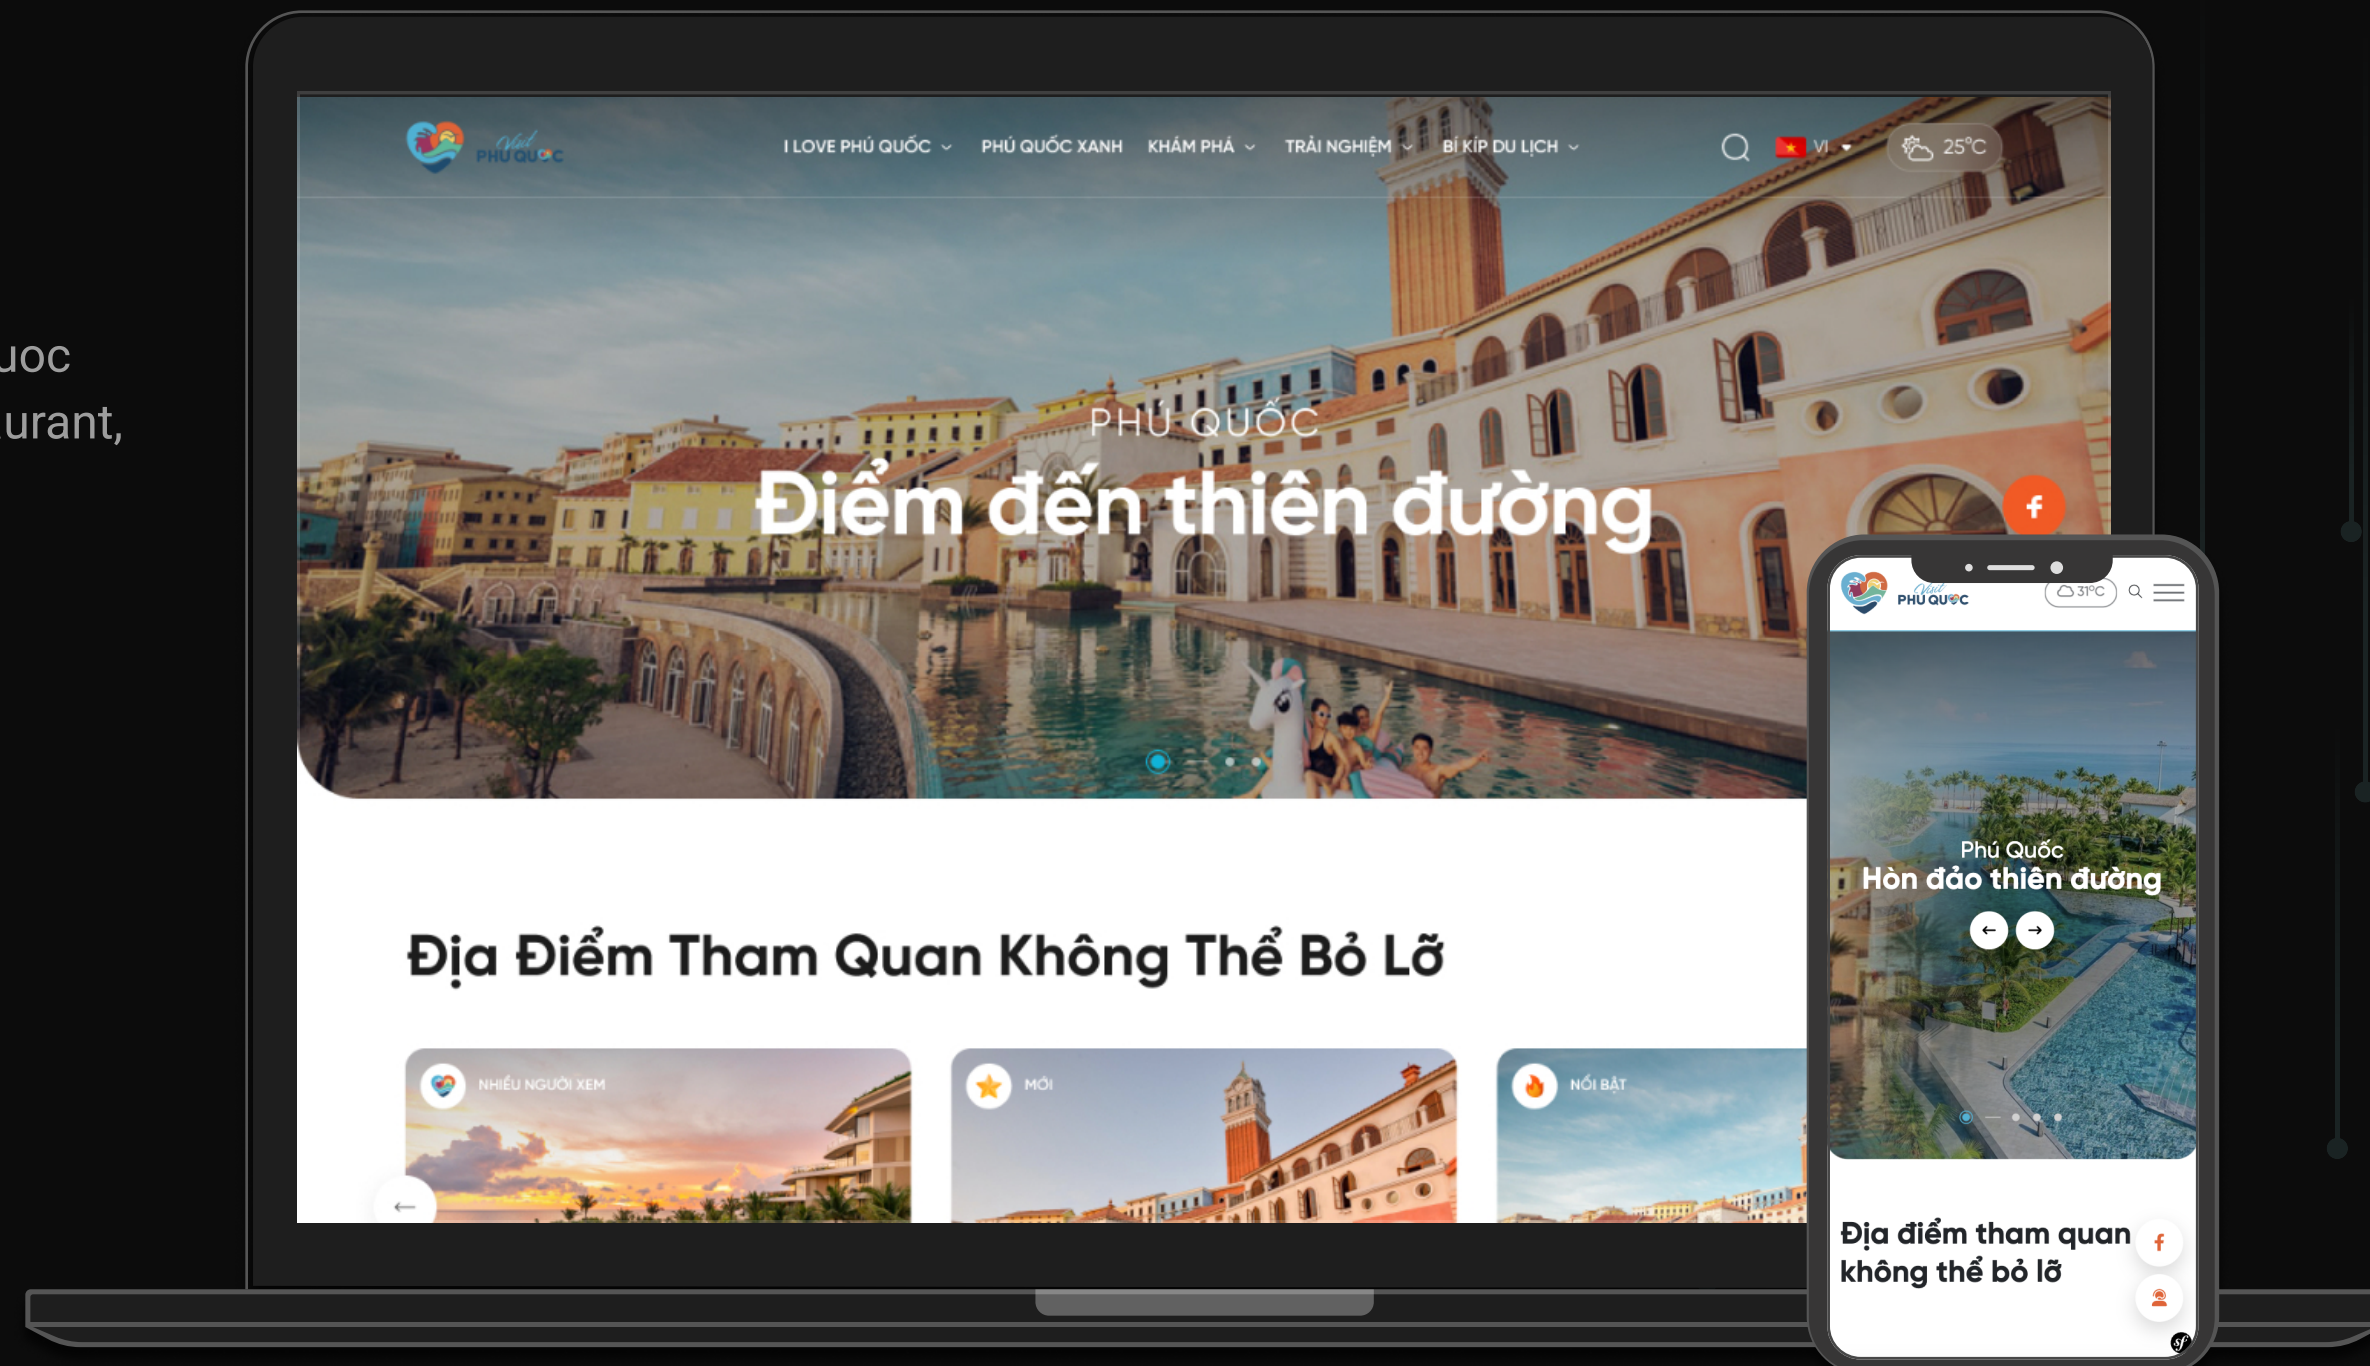 uoc
urant,
Visit
PHÚ QUỐC
I LOVE PHÚ QUỐC
PHÚ QUỐC XANH
KHÁM PHÁ
TRẢI NGHIỆM
BÍ KÍP DU LỊCH
VI
25°C
PHÚ QUỐC
Điểm đến thiên đường
f
Địa Điểm Tham Quan Không Thể Bỏ Lỡ
NHIỀU NGƯỜI XEM
MỚI
NỔI BẬT
Visit
PHÚ QUỐC
31°C
Phú Quốc
Hòn đảo thiên đường
Địa điểm tham quan
không thể bỏ lỡ
f
sf